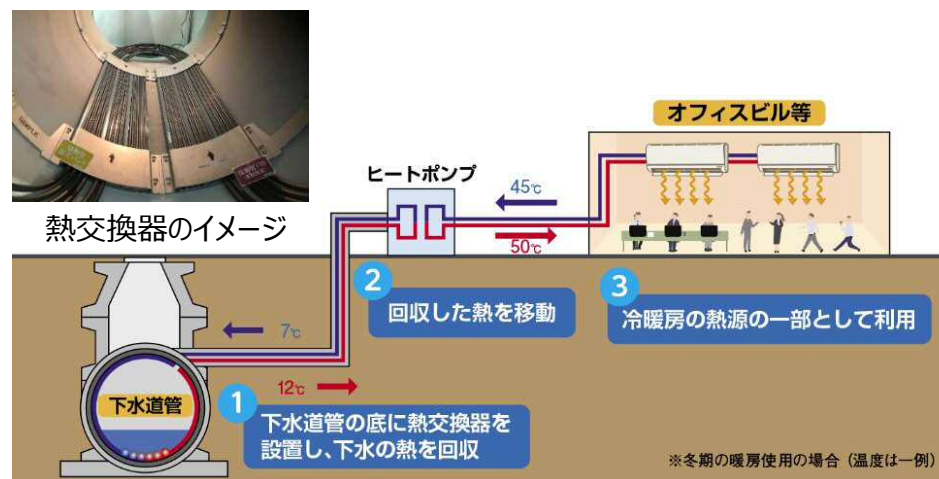 熱交換器のイメージ
オフィスビル等
ヒートポンプ
45℃
50℃
2
回収した熱を移動
3
冷暖房の熱源の一部として利用
7℃
12℃
下水道管
1
下水道管の底に熱交換器を
設置し、下水の熱を回収
※冬期の暖房使用の場合（温度は一例）